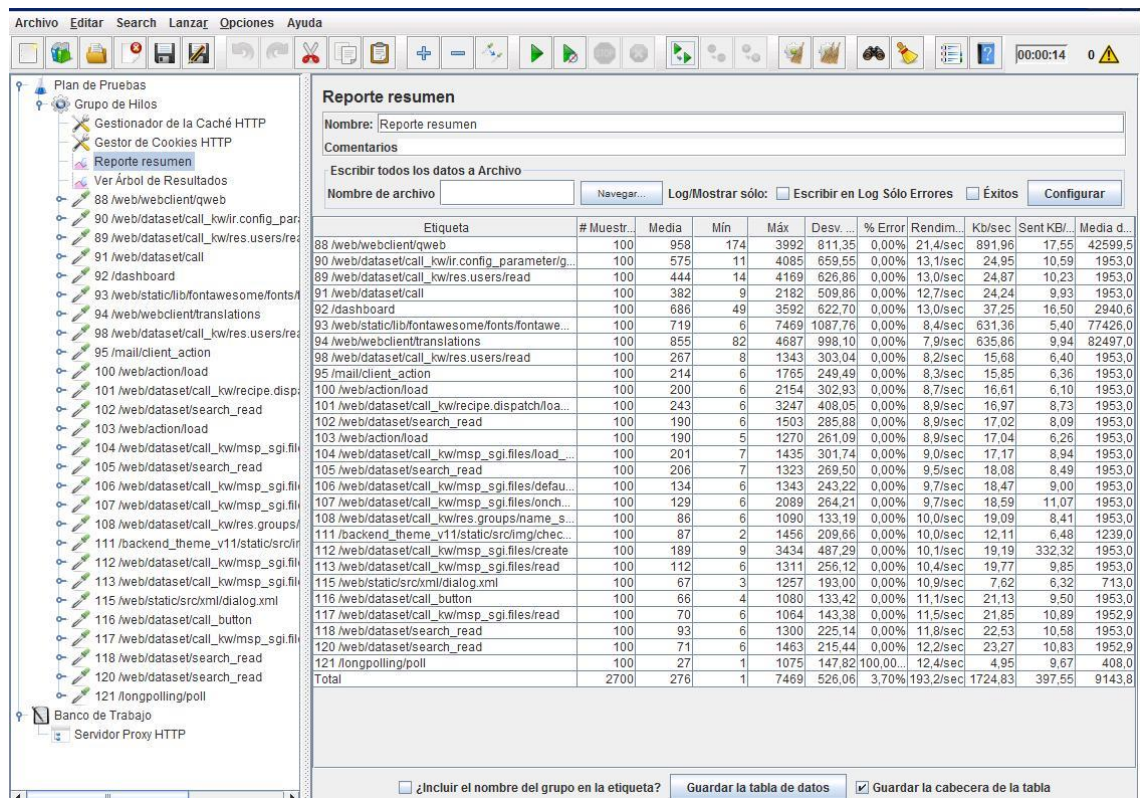 Archivo Editar Search Lanzar Opciones Ayuda
00:00:14 0
Plan de Pruebas
Grupo de Hilos
Gestionador de la Caché HTTP
Gestor de Cookies HTTP
Reporte resumen
Ver Árbol de Resultados
88 /web/webclient/qweb
90 /web/dataset/call_kw/ir.config_par
89 /web/dataset/call_kw/res.users/rea
91 /web/dataset/call
92 /dashboard
93 /web/static/lib/fontawesome/fonts/f
94 /web/webclient/translations
98 /web/dataset/call_kw/res.users/rea
95 /mail/client_action
100 /web/action/load
101 /web/dataset/call_kw/recipe.disp
102 /web/dataset/search_read
103 /web/action/load
104 /web/dataset/call_kw/msp_sgi.file
105 /web/dataset/search_read
106 /web/dataset/call_kw/msp_sgi.file
107 /web/dataset/call_kw/msp_sgi.file
108 /web/dataset/call_kw/res.groups/
111 /backend_theme_v11/static/src/ir
112 /web/dataset/call_kw/msp_sgi.file
113 /web/dataset/call_kw/msp_sgi.file
115 /web/static/src/xml/dialog.xml
116 /web/dataset/call_button
117 /web/dataset/call_kw/msp_sgi.file
118 /web/dataset/search_read
120 /web/dataset/search_read
121 /longpolling/poll
Banco de Trabajo
Servidor Proxy HTTP
Reporte resumen
Nombre: Reporte resumen
Comentarios
Escribir todos los datos a Archivo
Nombre de archivo Navegar... Log/Mostrar sólo: Escribir en Log Sólo Errores Éxitos Configurar
Etiqueta # Muestr... Media Mín Máx Desv. ... % Error Rendim... Kb/sec Sent KB/... Media d...
88 /web/webclient/qweb 100 958 174 3992 811,35 0,00% 21,4/sec 891,96 17,55 42599,5
90 /web/dataset/call_kw/ir.config_parameter/g... 100 575 11 4085 659,55 0,00% 13,1/sec 24,95 10,59 1953,0
89 /web/dataset/call_kw/res.users/read 100 444 14 4169 626,86 0,00% 13,0/sec 24,87 10,23 1953,0
91 /web/dataset/call 100 382 9 2182 509,86 0,00% 12,7/sec 24,24 9,93 1953,0
92 /dashboard 100 686 49 3592 622,70 0,00% 13,0/sec 37,25 16,50 2940,6
93 /web/static/lib/fontawesome/fonts/fontawe... 100 719 6 7469 1087,76 0,00% 8,4/sec 631,36 5,40 77426,0
94 /web/webclient/translations 100 855 82 4687 998,10 0,00% 7,9/sec 635,86 9,94 82497,0
98 /web/dataset/call_kw/res.users/read 100 267 8 1343 303,04 0,00% 8,2/sec 15,68 6,40 1953,0
95 /mail/client_action 100 214 6 1765 249,49 0,00% 8,3/sec 15,85 6,36 1953,0
100 /web/action/load 100 200 6 2154 302,93 0,00% 8,7/sec 16,61 6,10 1953,0
101 /web/dataset/call_kw/recipe.dispatch/loa... 100 243 6 3247 408,05 0,00% 8,9/sec 16,97 8,73 1953,0
102 /web/dataset/search_read 100 190 6 1503 285,88 0,00% 8,9/sec 17,02 8,09 1953,0
103 /web/action/load 100 190 5 1270 261,09 0,00% 8,9/sec 17,04 6,26 1953,0
104 /web/dataset/call_kw/msp_sgi.files/load_... 100 201 7 1435 301,74 0,00% 9,0/sec 17,17 8,94 1953,0
105 /web/dataset/search_read 100 206 7 1323 269,50 0,00% 9,5/sec 18,08 8,49 1953,0
106 /web/dataset/call_kw/msp_sgi.files/defau... 100 134 6 1343 243,22 0,00% 9,7/sec 18,47 9,00 1953,0
107 /web/dataset/call_kw/msp_sgi.files/onch... 100 129 6 2089 264,21 0,00% 9,7/sec 18,59 11,07 1953,0
108 /web/dataset/call_kw/res.groups/name_s... 100 86 6 1090 133,19 0,00% 10,0/sec 19,09 8,41 1953,0
111 /backend_theme_v11/static/src/img/chec... 100 87 2 1456 209,66 0,00% 10,0/sec 12,11 6,48 1239,0
112 /web/dataset/call_kw/msp_sgi.files/create 100 189 9 3434 487,29 0,00% 10,1/sec 19,19 332,32 1953,0
113 /web/dataset/call_kw/msp_sgi.files/read 100 112 6 1311 256,12 0,00% 10,4/sec 19,77 9,85 1953,0
115 /web/static/src/xml/dialog.xml 100 67 3 1257 193,00 0,00% 10,9/sec 7,62 6,32 713,0
116 /web/dataset/call_button 100 66 4 1080 133,42 0,00% 11,1/sec 21,13 9,50 1953,0
117 /web/dataset/call_kw/msp_sgi.files/read 100 70 6 1064 143,38 0,00% 11,5/sec 21,85 10,89 1952,9
118 /web/dataset/search_read 100 93 6 1300 225,14 0,00% 11,8/sec 22,53 10,58 1953,0
120 /web/dataset/search_read 100 71 6 1463 215,44 0,00% 12,2/sec 23,27 10,83 1952,9
121 /longpolling/poll 100 27 1 1075 147,82 100,00... 12,4/sec 4,95 9,67 408,0
Total 2700 276 1 7469 526,06 3,70% 193,2/sec 1724,83 397,55 9143,8
¿Incluir el nombre del grupo en la etiqueta? Guardar la tabla de datos Guardar la cabecera de la tabla